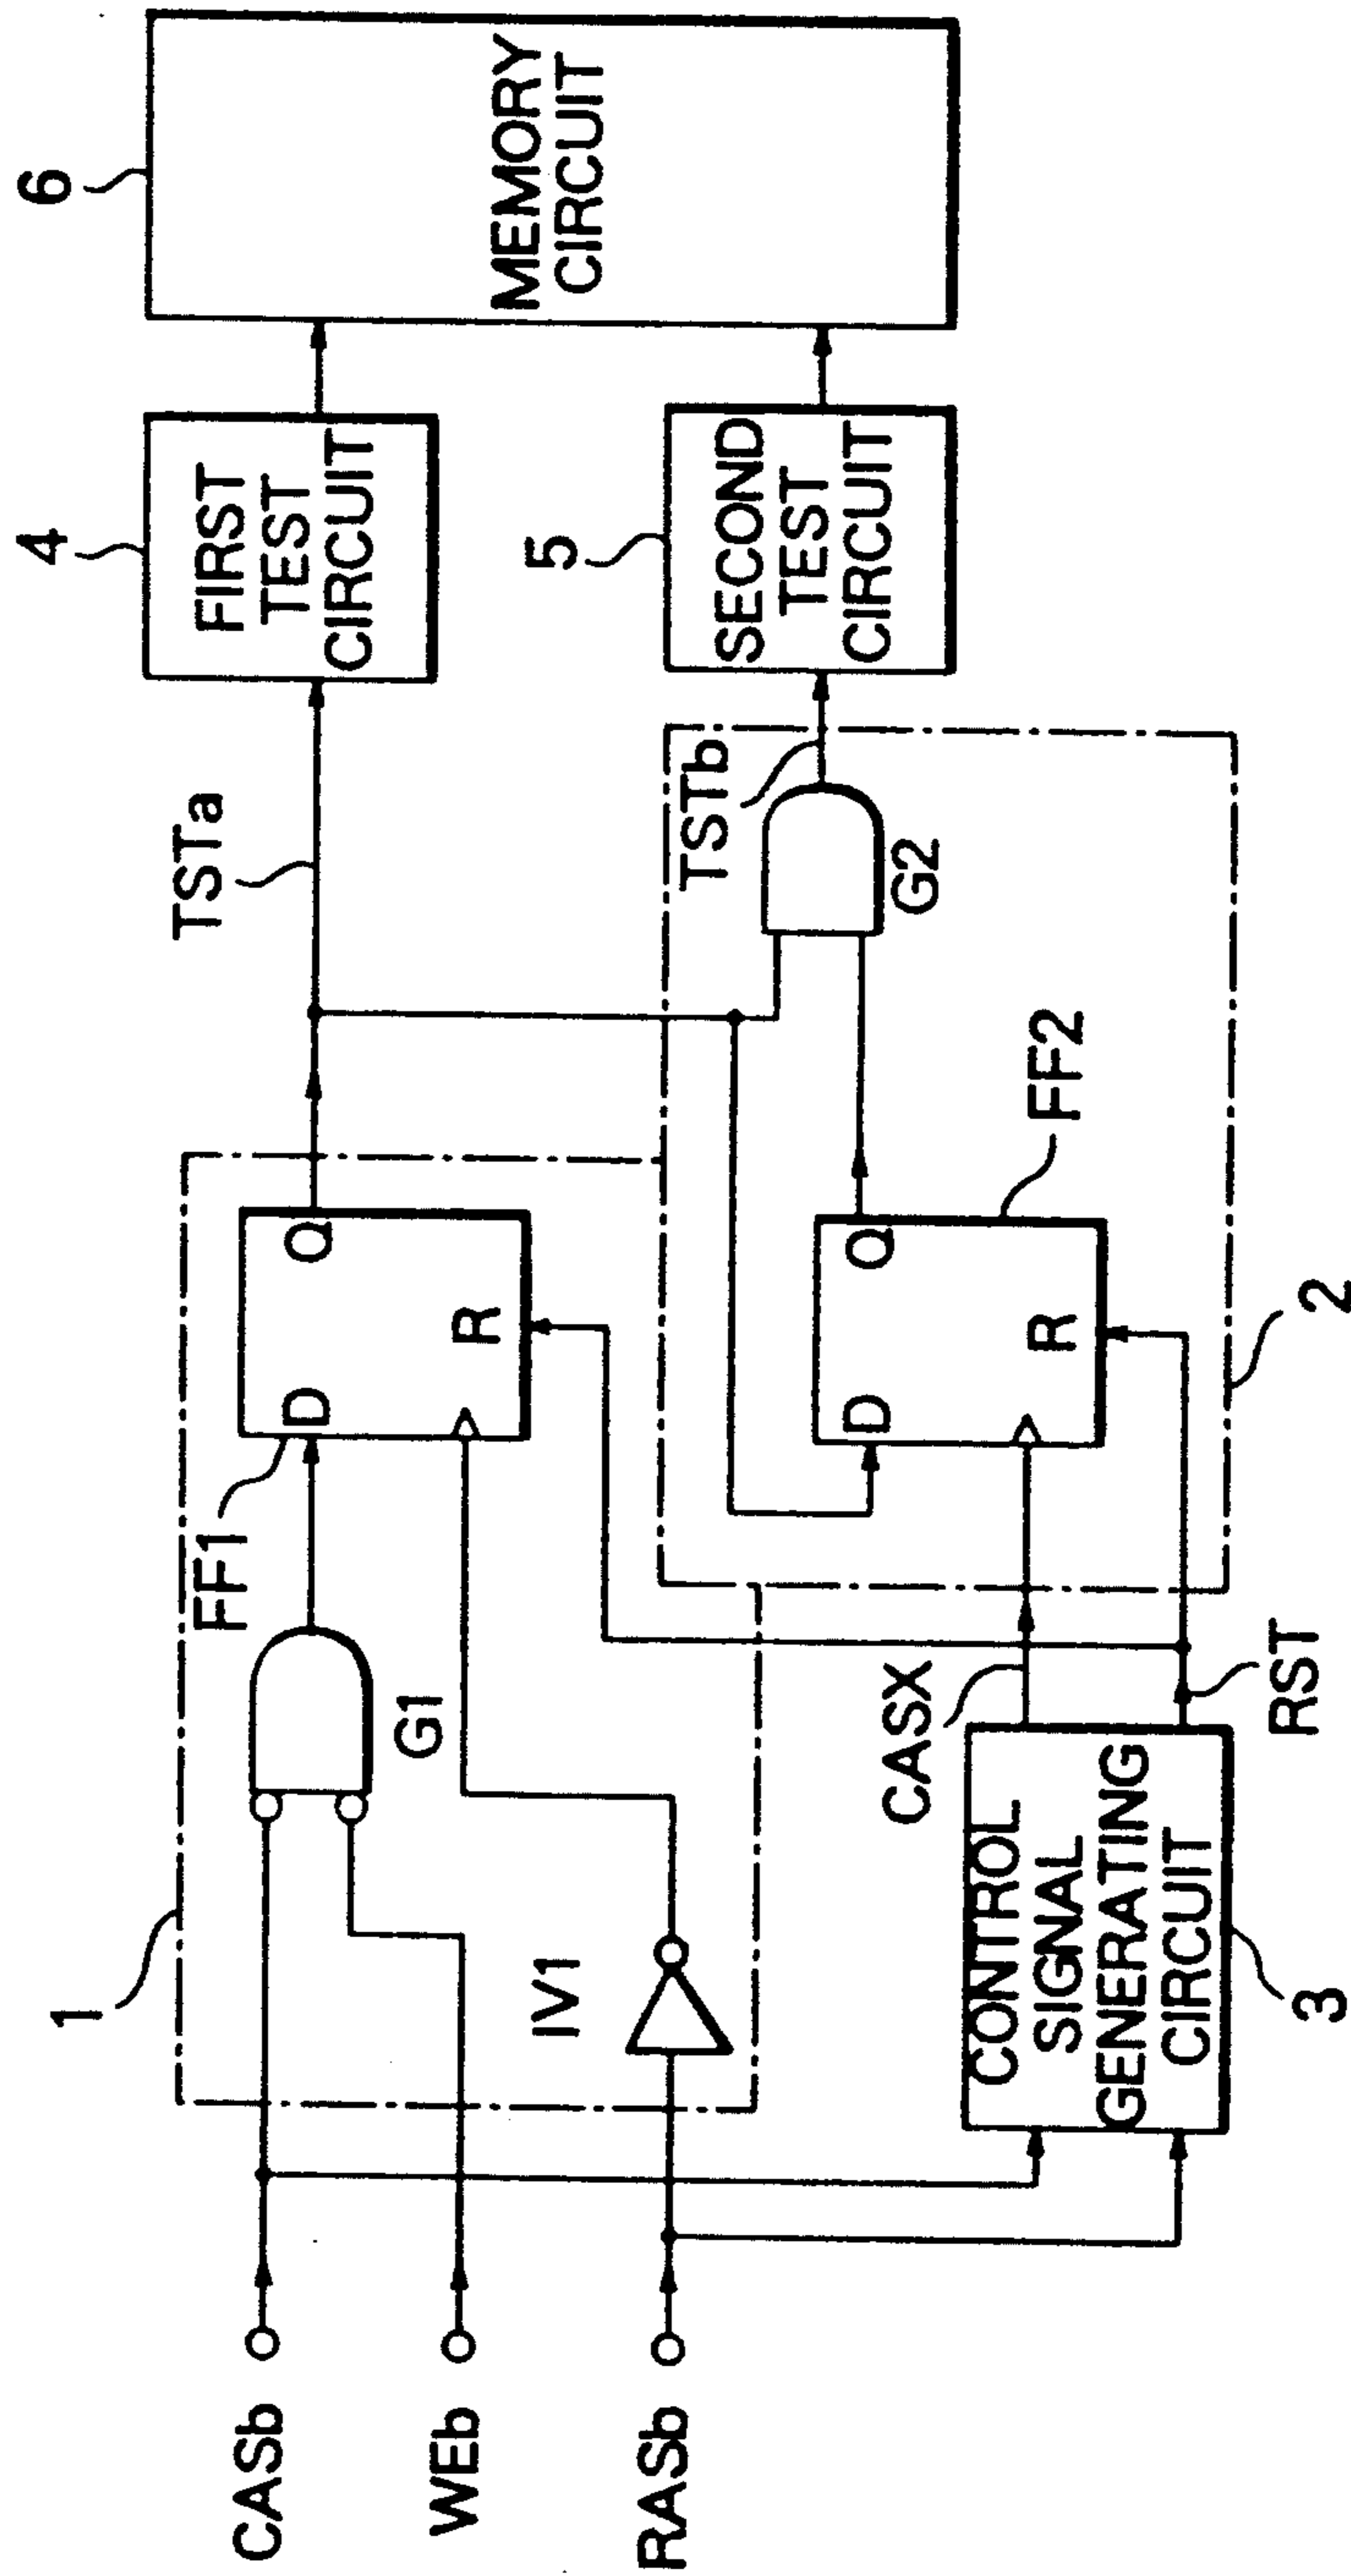 CASb
WEb
RASb
1
G1
IV1
FF1
D
Q
R
TSTa
4
FIRST
TEST
CIRCUIT
6
MEMORY
CIRCUIT
CONTROL
SIGNAL
GENERATING
CIRCUIT
3
CASX
RST
D
Q
R
FF2
2
G2
TSTb
5
SECOND
TEST
CIRCUIT